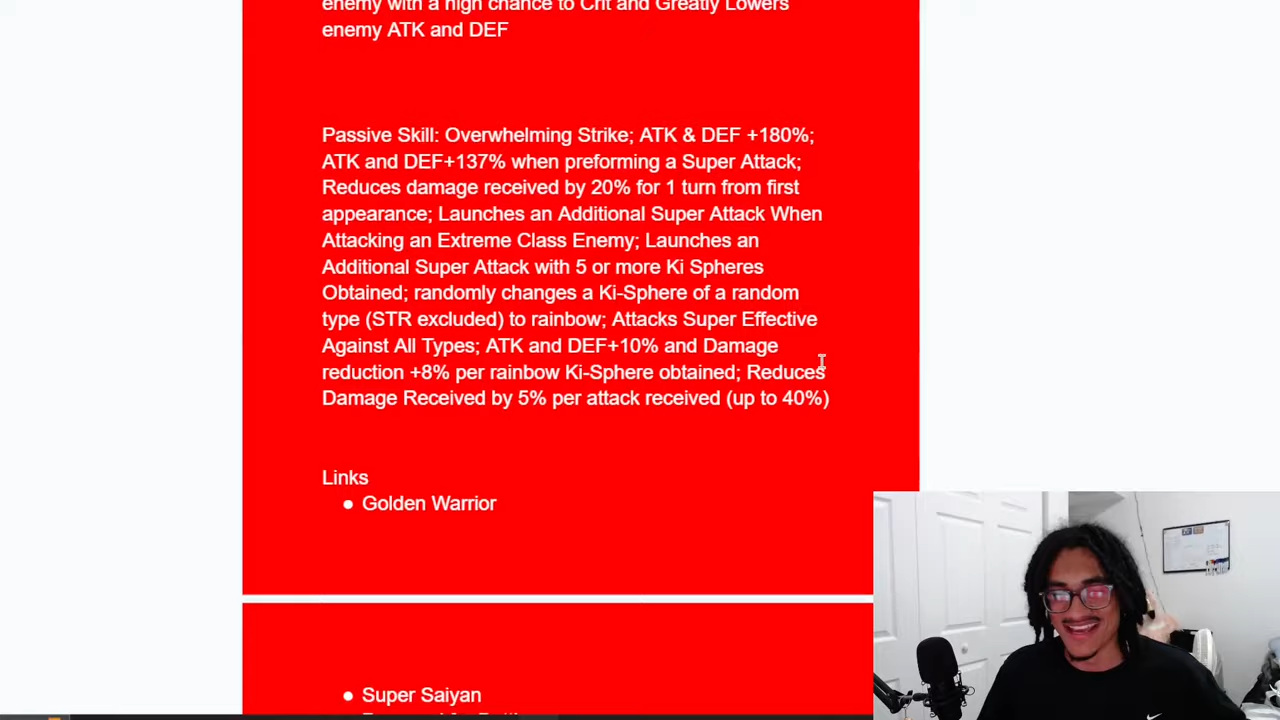 enemy with a high chance to Crit and Greatly Lowers
enemy ATK and DEF
Passive Skill: Overwhelming Strike; ATK & DEF +180%;
ATK and DEF+137% when preforming a Super Attack;
Reduces damage received by 20% for 1 turn from first
appearance; Launches an Additional Super Attack When
Attacking an Extreme Class Enemy; Launches an
Additional Super Attack with 5 or more Ki Spheres
Obtained; randomly changes a Ki-Sphere of a random
type (STR excluded) to rainbow; Attacks Super Effective
Against All Types; ATK and DEF+10% and Damage
reduction +8% per rainbow Ki-Sphere obtained; Reduces
Damage Received by 5% per attack received (up to 40%)
Links
● Golden Warrior
● Super Saiyan